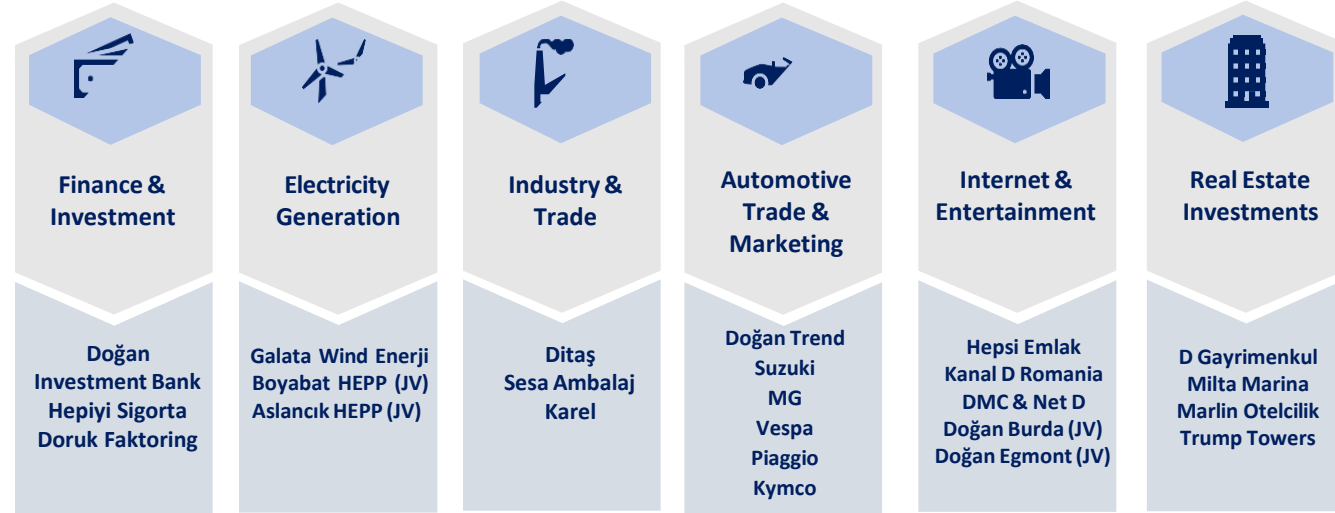 Finance &
Investment
Doğan
Investment Bank
Hepiyi Sigorta
Doruk Faktoring
Electricity
Generation
Galata Wind Enerji
Boyabat HEPP (JV)
Aslancık HEPP (JV)
Industry &
Trade
Ditaş
Sesa Ambalaj
Karel
Automotive
Trade &
Marketing
Doğan Trend
Suzuki
MG
Vespa
Piaggio
Kymco
Internet &
Entertainment
Hepsi Emlak
Kanal D Romania
DMC & Net D
Doğan Burda (JV)
Doğan Egmont (JV)
Real Estate
Investments
D Gayrimenkul
Milta Marina
Marlin Otelcilik
Trump Towers